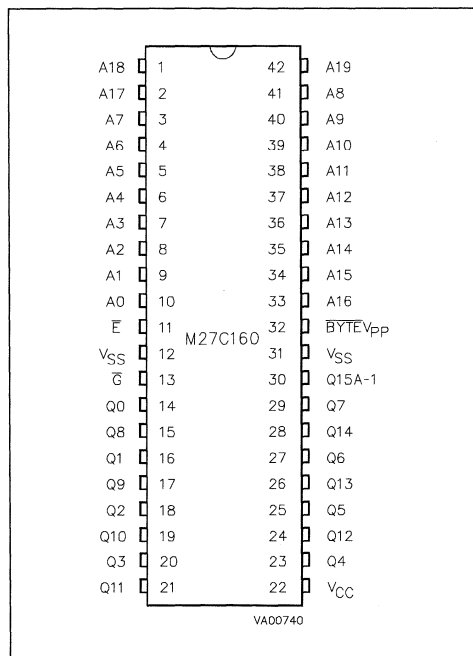 A18 1 42 A19
A17 2 41 A8
A7 3 40 A9
A6 4 39 A10
A5 5 38 A11
A4 6 37 A12
A3 7 36 A13
A2 8 35 A14
A1 9 34 A15
A0 10 33 A16
E̅ 11 32 B̅Y̅T̅E̅VPP
M27C160
VSS 12 31 VSS
G̅ 13 30 Q15A-1
Q0 14 29 Q7
Q8 15 28 Q14
Q1 16 27 Q6
Q9 17 26 Q13
Q2 18 25 Q5
Q10 19 24 Q12
Q3 20 23 Q4
Q11 21 22 VCC
VA00740